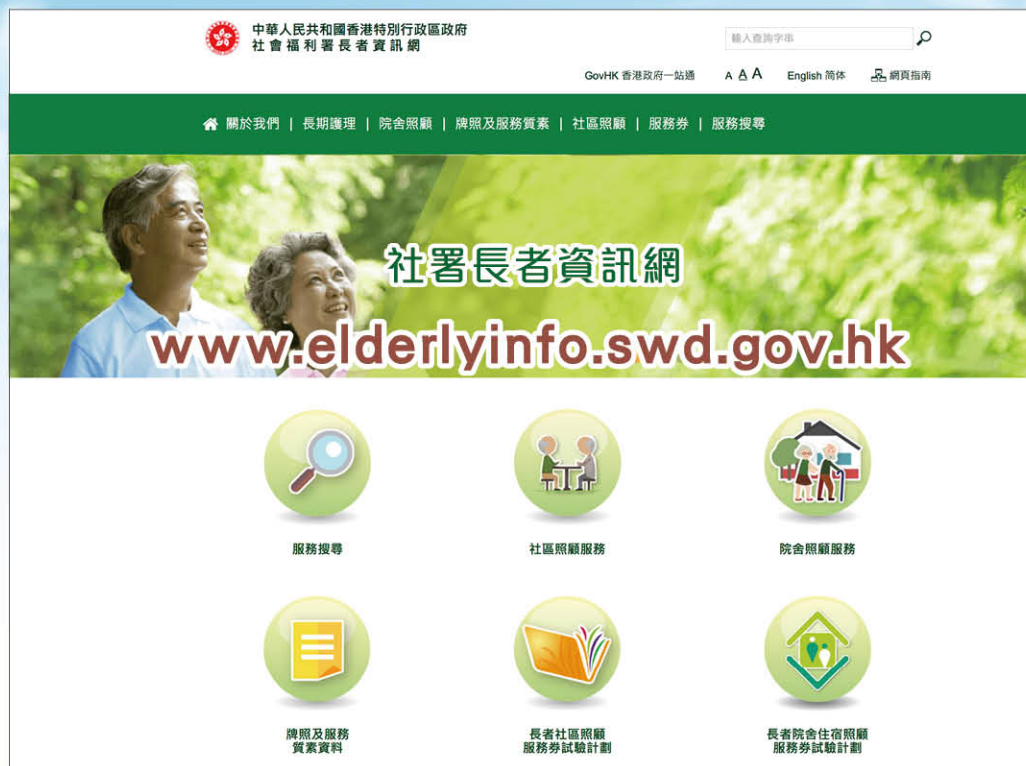 中華人民共和國香港特別行政區政府
社會福利署長者資訊網
輸入查詢字串
GovHK 香港政府一站通 A A A English 简体 網頁指南
關於我們 | 長期護理 | 院舍照顧 | 牌照及服務質素 | 社區照顧 | 服務券 | 服務搜尋
社署長者資訊網
www.elderlyinfo.swd.gov.hk
服務搜尋
社區照顧服務
院舍照顧服務
牌照及服務
質素資料
長者社區照顧
服務券試驗計劃
長者院舍住宿照顧
服務券試驗計劃